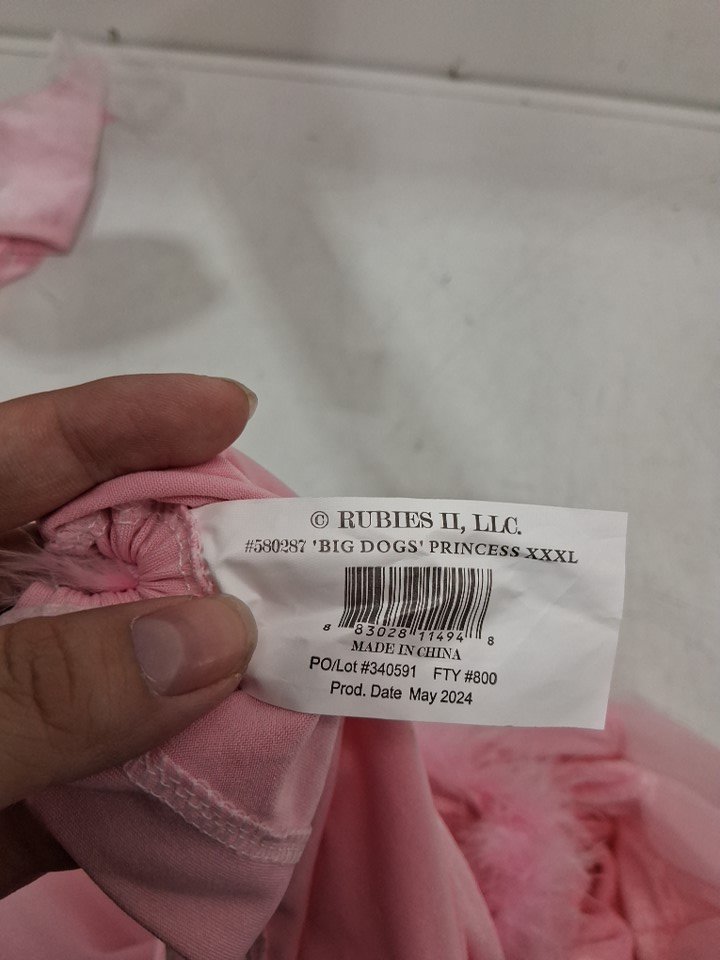 © RUBIES II, LLC.
#580287 'BIG DOGS' PRINCESS XXXL
8 83028 11494 8
MADE IN CHINA
PO/Lot #340591 FTY #800
Prod. Date May 2024